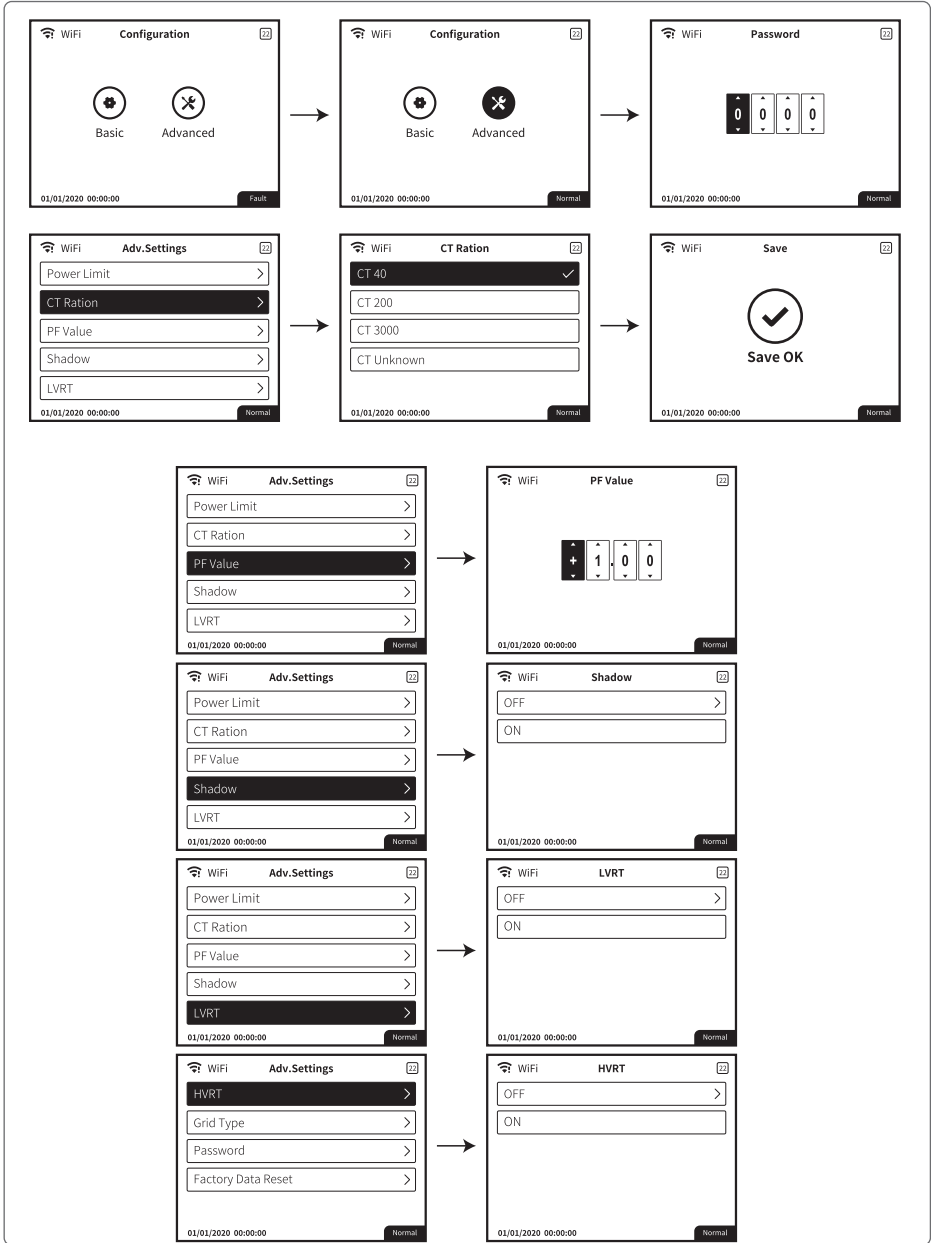 WiFi Configuration 22
Basic Advanced
01/01/2020 00:00:00 Fault
WiFi Configuration 22
Basic Advanced
01/01/2020 00:00:00 Normal
WiFi Password 22
0 0 0 0
01/01/2020 00:00:00 Normal
WiFi Adv.Settings 22
Power Limit
CT Ration
PF Value
Shadow
LVRT
01/01/2020 00:00:00 Normal
WiFi CT Ration 22
CT 40
CT 200
CT 3000
CT Unknown
01/01/2020 00:00:00 Normal
WiFi Save 22
Save OK
01/01/2020 00:00:00 Normal
WiFi Adv.Settings 22
Power Limit
CT Ration
PF Value
Shadow
LVRT
01/01/2020 00:00:00 Normal
WiFi PF Value 22
+ 1 . 0 0
01/01/2020 00:00:00 Normal
WiFi Adv.Settings 22
Power Limit
CT Ration
PF Value
Shadow
LVRT
01/01/2020 00:00:00 Normal
WiFi Shadow 22
OFF
ON
01/01/2020 00:00:00 Normal
WiFi Adv.Settings 22
Power Limit
CT Ration
PF Value
Shadow
LVRT
01/01/2020 00:00:00 Normal
WiFi LVRT 22
OFF
ON
01/01/2020 00:00:00 Normal
WiFi Adv.Settings 22
HVRT
Grid Type
Password
Factory Data Reset
01/01/2020 00:00:00 Normal
WiFi HVRT 22
OFF
ON
01/01/2020 00:00:00 Normal